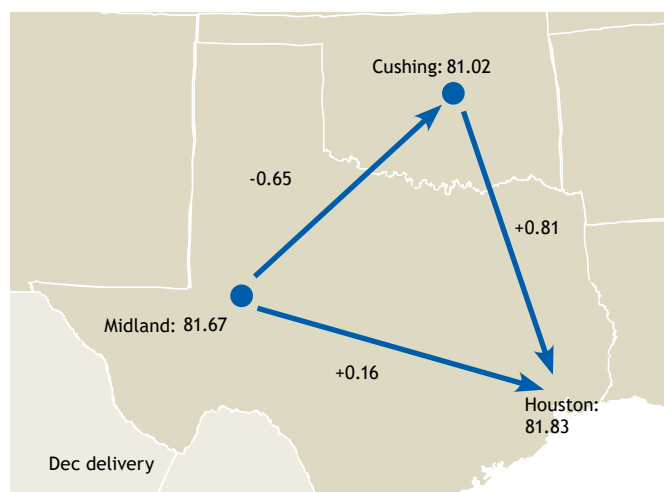 Cushing: 81.02
-0.65
+0.81
Midland: 81.67
+0.16
Houston:
81.83
Dec delivery